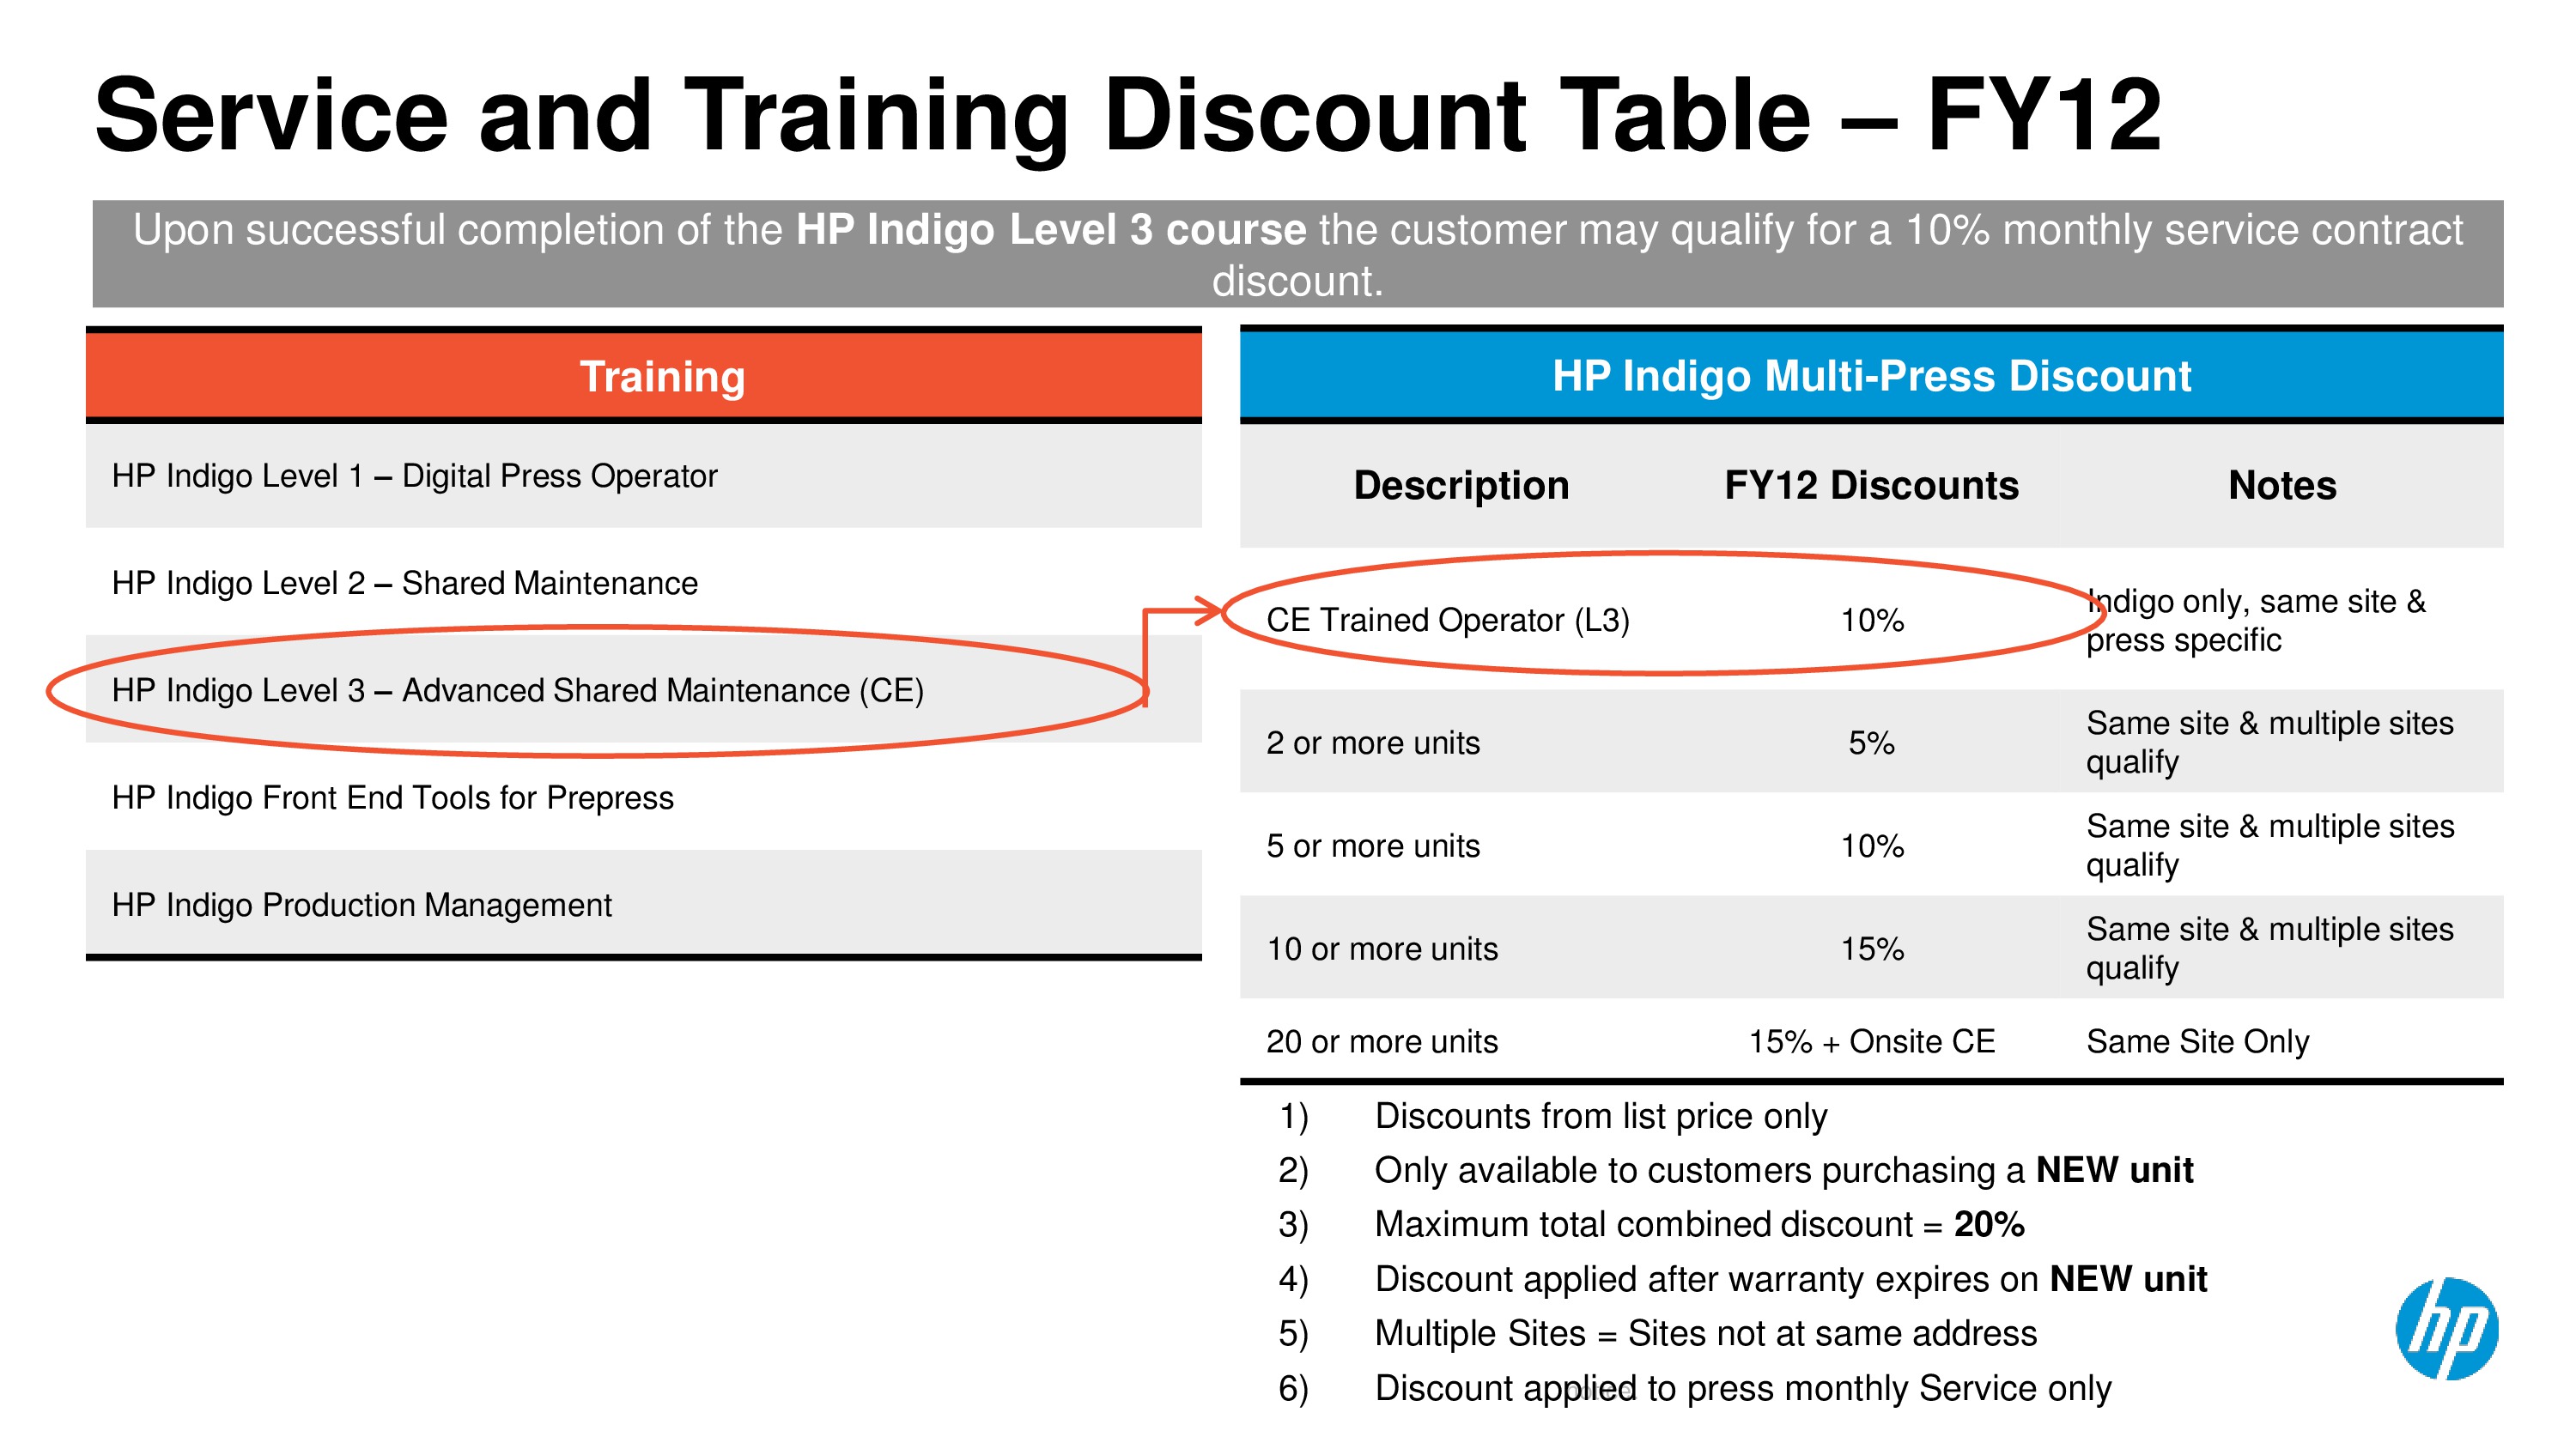 Service and Training Discount Table – FY12
Upon successful completion of the HP Indigo Level 3 course the customer may qualify for a 10% monthly service contract
discount.
Training
HP Indigo Level 1 – Digital Press Operator
HP Indigo Level 2 – Shared Maintenance
HP Indigo Level 3 – Advanced Shared Maintenance (CE)
HP Indigo Front End Tools for Prepress
HP Indigo Production Management
HP Indigo Multi-Press Discount
Description FY12 Discounts Notes
CE Trained Operator (L3) 10% Indigo only, same site &
press specific
2 or more units 5% Same site & multiple sites
qualify
5 or more units 10% Same site & multiple sites
qualify
10 or more units 15% Same site & multiple sites
qualify
20 or more units 15% + Onsite CE Same Site Only
1) Discounts from list price only
2) Only available to customers purchasing a NEW unit
3) Maximum total combined discount = 20%
4) Discount applied after warranty expires on NEW unit
5) Multiple Sites = Sites not at same address
6) Discount applied to press monthly Service only
hp